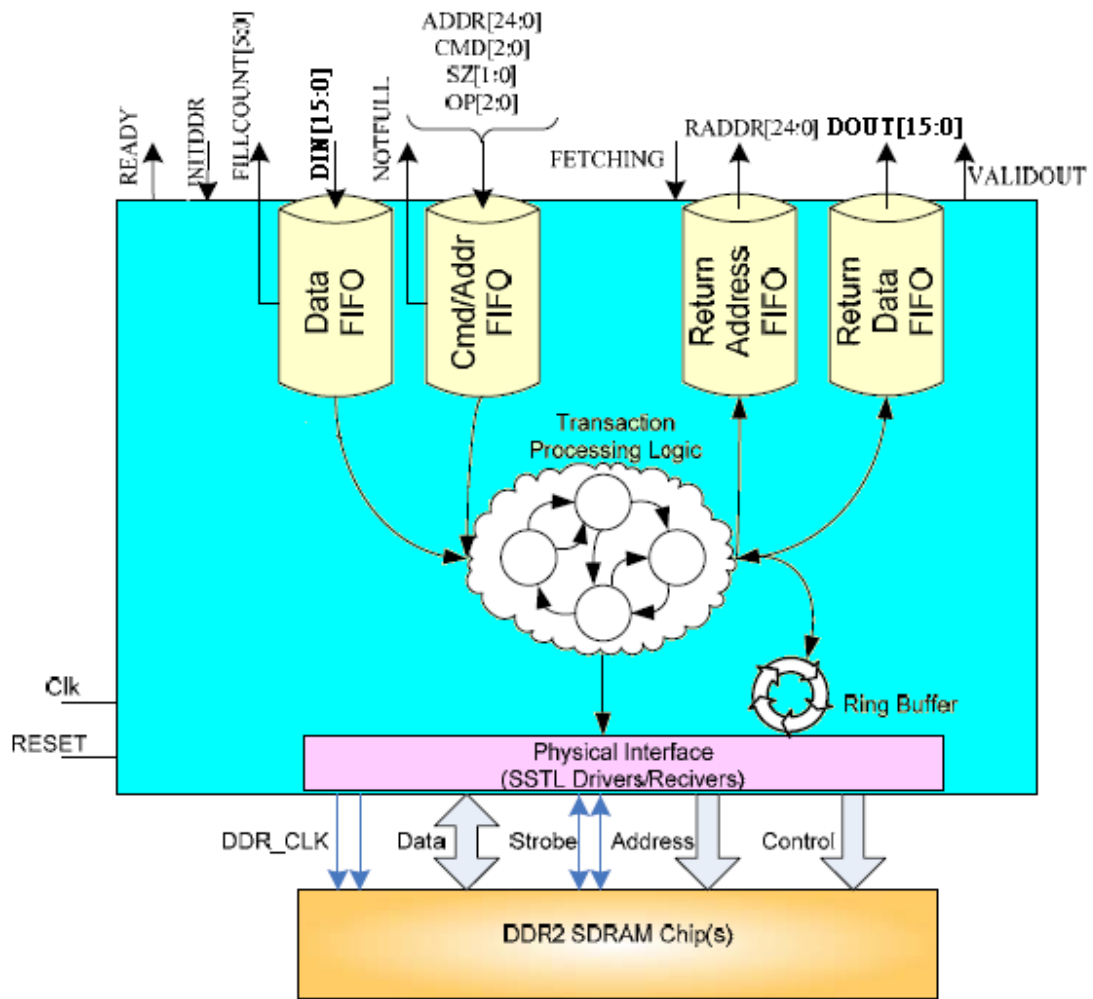 ADDR[24:0]
CMD[2:0]
SZ[1:0]
OP[2:0]
READY
INITDDR
FILLCOUNT[5:0]
DIN[15:0]
NOTFULL
FETCHING
RADDR[24:0]
DOUT[15:0]
VALIDOUT
Data
FIFO
Cmd/Addr
FIFO
Return
Address
FIFO
Return
Data
FIFO
Transaction
Processing Logic
Clk
RESET
Ring Buffer
Physical Interface
(SSTL Drivers/Recivers)
DDR_CLK
Data
Strobe
Address
Control
DDR2 SDRAM Chip(s)